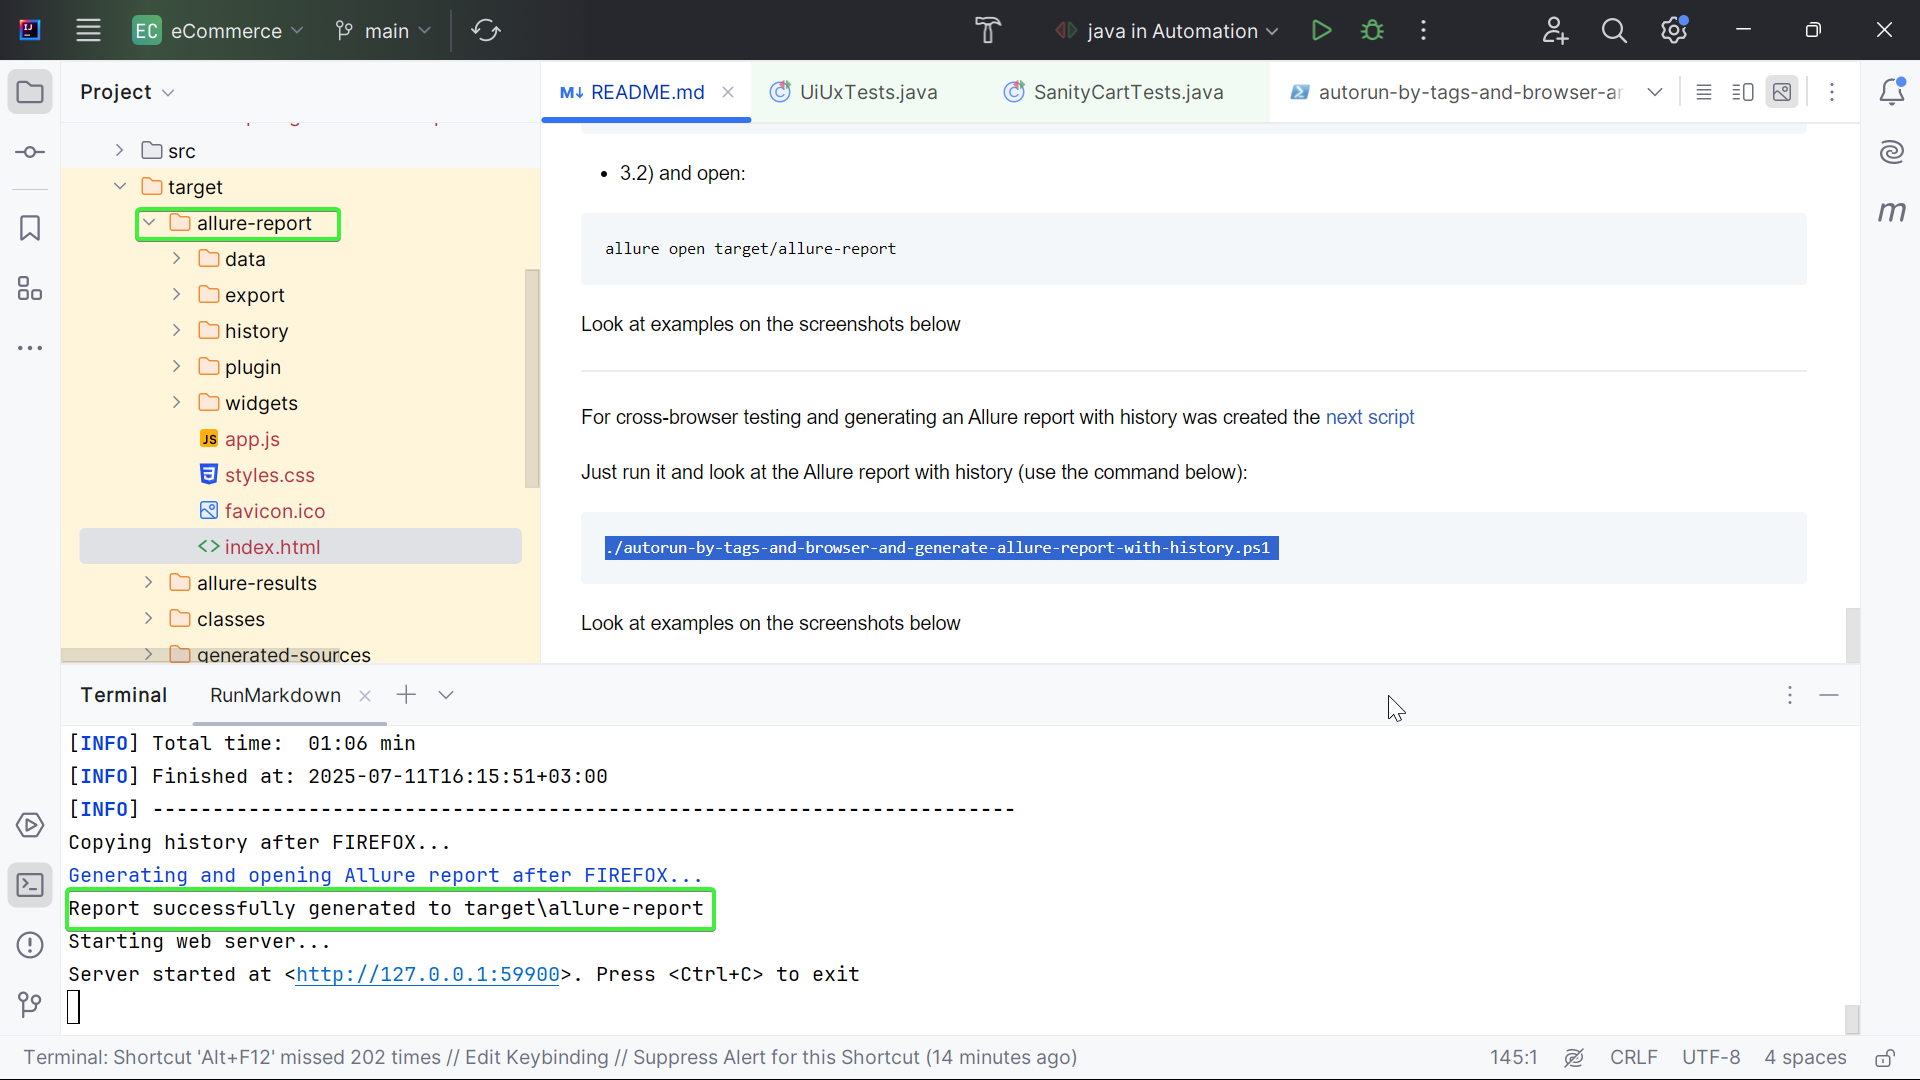 EC eCommerce main java in Automation
Project
README.md UiUxTests.java SanityCartTests.java autorun-by-tags-and-browser-ar
src
target
allure-report
data
export
history
plugin
widgets
JS app.js
styles.css
favicon.ico
<> index.html
allure-results
classes
generated-sources
3.2) and open:
allure open target/allure-report
Look at examples on the screenshots below
For cross-browser testing and generating an Allure report with history was created the next script
Just run it and look at the Allure report with history (use the command below):
./autorun-by-tags-and-browser-and-generate-allure-report-with-history.ps1
Look at examples on the screenshots below
Terminal RunMarkdown
[INFO] Total time:  01:06 min
[INFO] Finished at: 2025-07-11T16:15:51+03:00
[INFO] ------------------------------------------------------------------------
Copying history after FIREFOX...
Generating and opening Allure report after FIREFOX...
Report successfully generated to target\allure-report
Starting web server...
Server started at <http://127.0.0.1:59900>. Press <Ctrl+C> to exit
Terminal: Shortcut 'Alt+F12' missed 202 times // Edit Keybinding // Suppress Alert for this Shortcut (14 minutes ago) 145:1 CRLF UTF-8 4 spaces